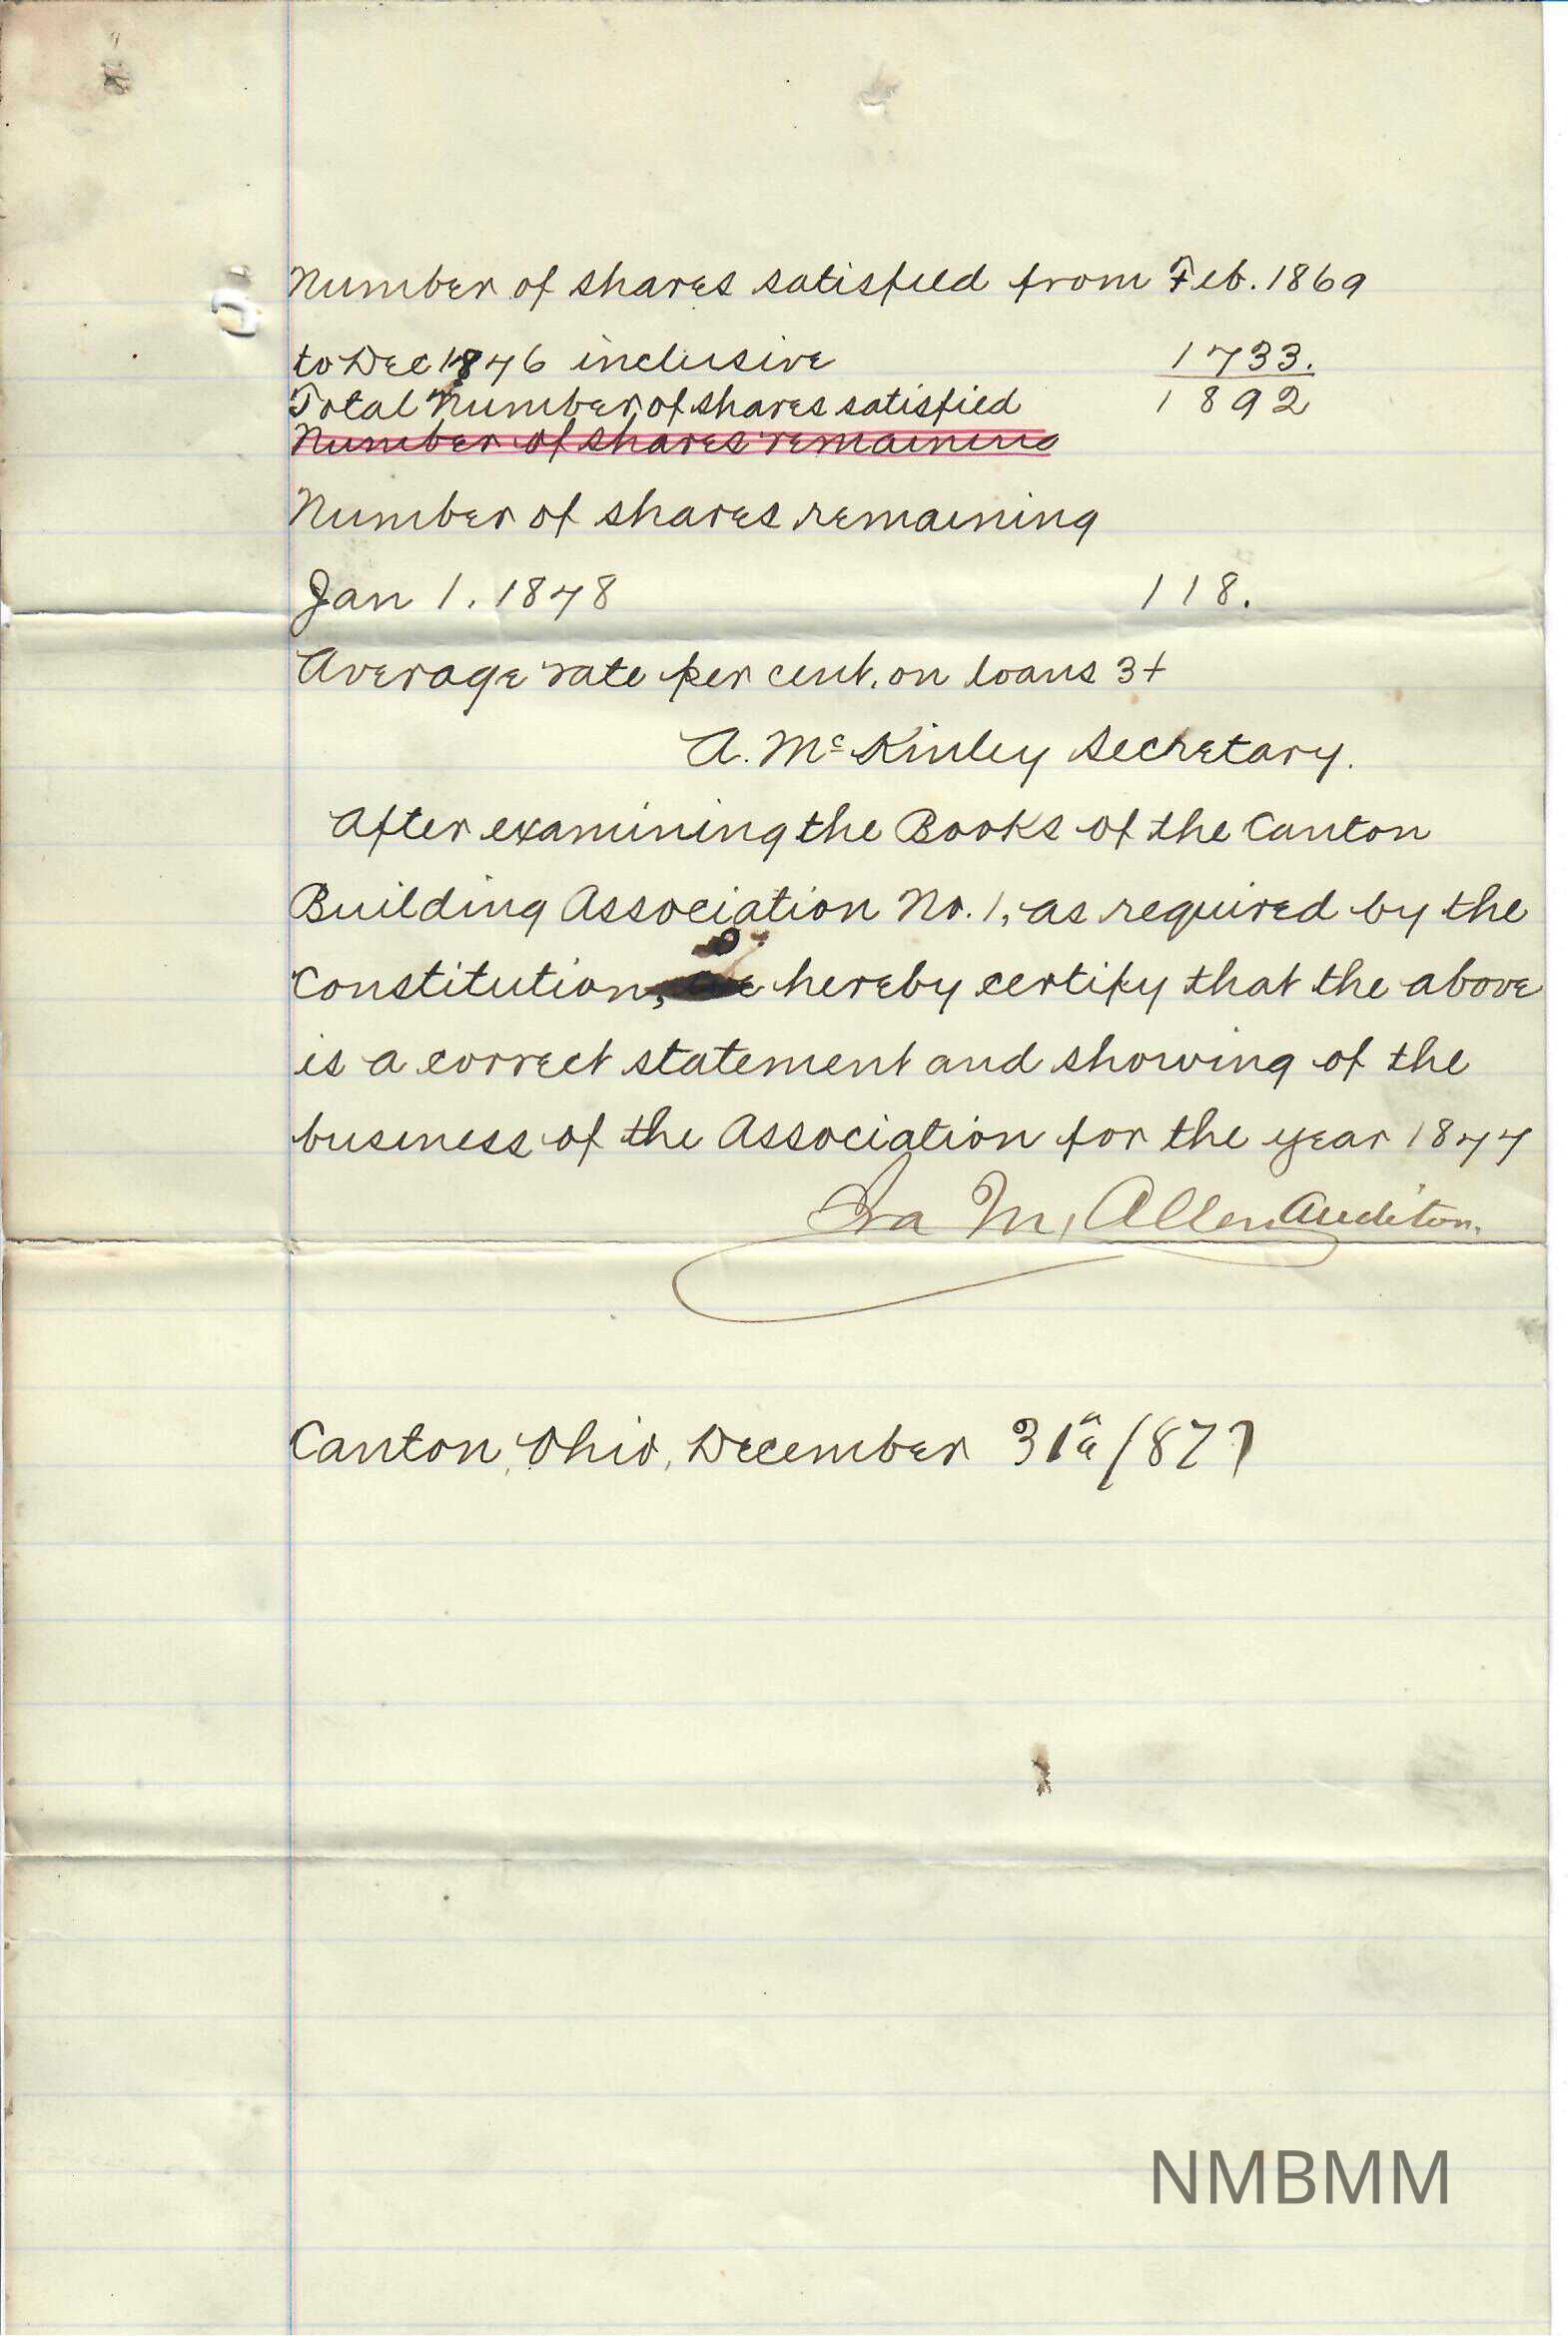 Number of shares satisfied from Feb. 1869
to Dec 1876 inclusive 1733.
Total Number of shares satisfied 1892
Number of shares remaining
Number of shares remaining
Jan 1. 1878 118.
Average rate per cent. on loans 3+
A. McKinley Secretary.
After examining the Books of the Canton
Building Association No. 1, as required by the
Constitution, hereby certify that the above
is a correct statement and showing of the
business of the Association for the year 1877
Ira M. Allen Auditor.
Canton, Ohio, December 31 1877
NMBMM